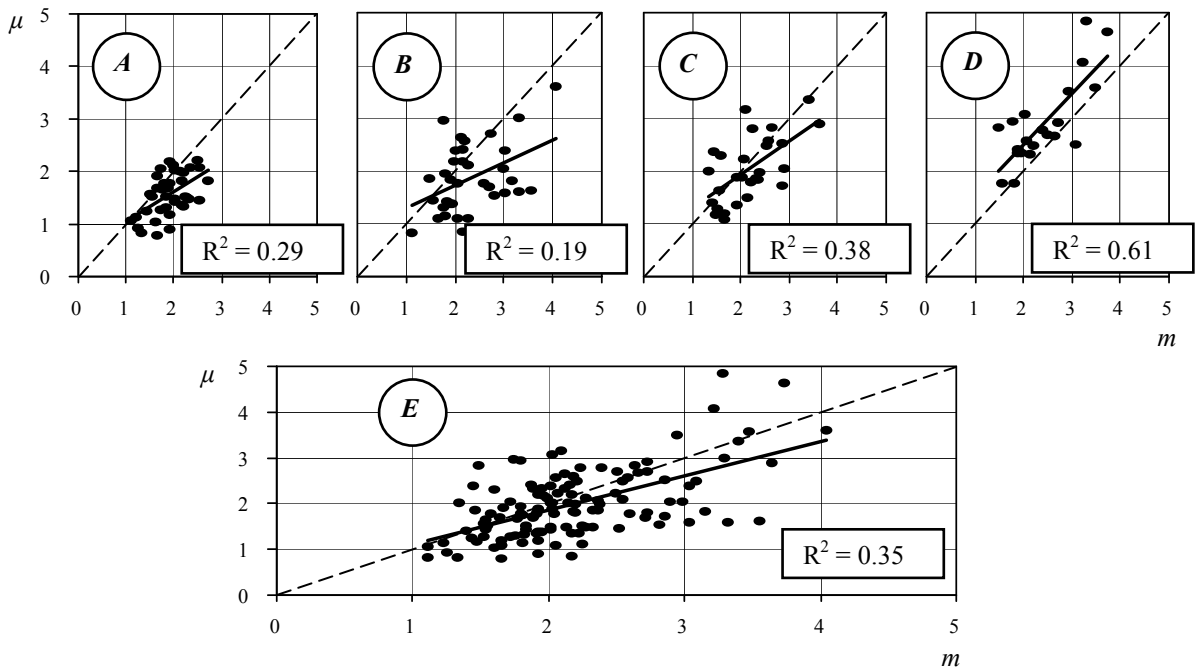 μ
5
4
3
2
1
0
A
B
C
D
R² = 0.29
R² = 0.19
R² = 0.38
R² = 0.61
0 1 2 3 4 5
0 1 2 3 4 5
0 1 2 3 4 5
0 1 2 3 4 5
m
μ
5
4
3
2
1
0
E
R² = 0.35
0 1 2 3 4 5
m